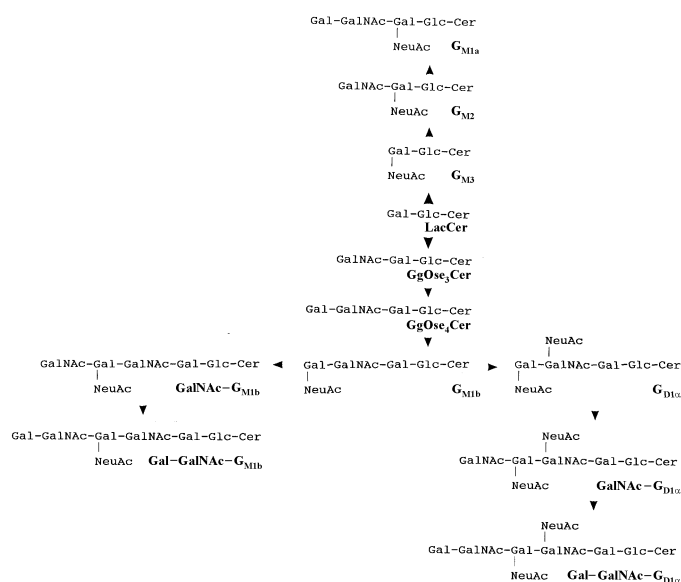 Gal-GalNAc-Gal-Glc-Cer
NeuAc GM1a
GalNAc-Gal-Glc-Cer
NeuAc GM2
Gal-Glc-Cer
NeuAc GM3
Gal-Glc-Cer
LacCer
GalNAc-Gal-Glc-Cer
GgOse3Cer
Gal-GalNAc-Gal-Glc-Cer
GgOse4Cer
NeuAc
GalNAc-Gal-GalNAc-Gal-Glc-Cer Gal-GalNAc-Gal-Glc-Cer Gal-GalNAc-Gal-Glc-Cer
NeuAc GalNAc-GM1b NeuAc GM1b NeuAc GD1α
Gal-GalNAc-Gal-GalNAc-Gal-Glc-Cer NeuAc
NeuAc Gal-GalNAc-GM1b GalNAc-Gal-GalNAc-Gal-Glc-Cer
NeuAc GalNAc-GD1α
NeuAc
Gal-GalNAc-Gal-GalNAc-Gal-Glc-Cer
NeuAc Gal-GalNAc-GD1α